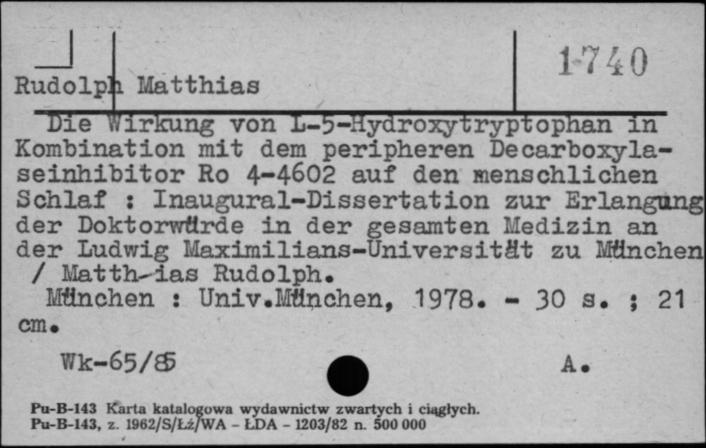 1740
Rudolph Matthias
Die Wirkung von L-5-Hydroxytryptophan in
Kombination mit dem peripheren Decarboxyla-
seinhibitor Ro 4-4602 auf den menschlichen
Schlaf : Inaugural-Dissertation zur Erlangung
der Doktorwürde in der gesamten Medizin an
der Ludwig Maximilians-Universität zu München
/ Matth-ias Rudolph.
München : Univ.München, 1978. - 30 s. ; 21
cm.
Wk-65/85
A.
Pu-B-143 Karta katalogowa wydawnictw zwartych i ciągłych.
Pu-B-143, z. 1962/S/Łż/WA - ŁDA - 1203/82 n. 500 000